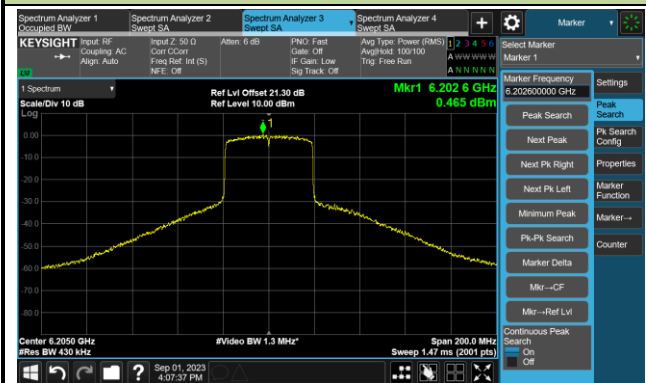 Spectrum Analyzer 1
Occupied BW
Spectrum Analyzer 2
Swept SA
Spectrum Analyzer 3
Swept SA
Spectrum Analyzer 4
Swept SA
+
Marker
KEYSIGHT
Input: RF
Coupling: AC
Align: Auto
Input Z: 50 Ω
Corr CCorr
Freq Ref: Int (S)
NFE: Off
Atten: 6 dB
PNO: Fast
Gate: Off
IF Gain: Low
Sig Track: Off
Avg Type: Power (RMS)
Avg|Hold: 100/100
Trig: Free Run
1 2 3 4 5 6
A W W W W W
A N N N N N
LXI
Select Marker
Marker 1
1 Spectrum
Scale/Div 10 dB
Log
Ref Lvl Offset 21.30 dB
Ref Level 10.00 dBm
Mkr1 6.202 6 GHz
0.465 dBm
Marker Frequency
6.202600000 GHz
Settings
Peak Search
Peak
Search
Next Peak
Pk Search
Config
Next Pk Right
Properties
Next Pk Left
Marker
Function
Minimum Peak
Marker→
Pk-Pk Search
Counter
Marker Delta
Mkr→CF
Mkr→Ref Lvl
Continuous Peak
Search
On
Off
1
0.00
-10.0
-20.0
-30.0
-40.0
-50.0
-60.0
-70.0
-80.0
Center 6.2050 GHz
#Res BW 430 kHz
#Video BW 1.3 MHz*
Span 200.0 MHz
Sweep 1.47 ms (2001 pts)
?
Sep 01, 2023
4:07:37 PM